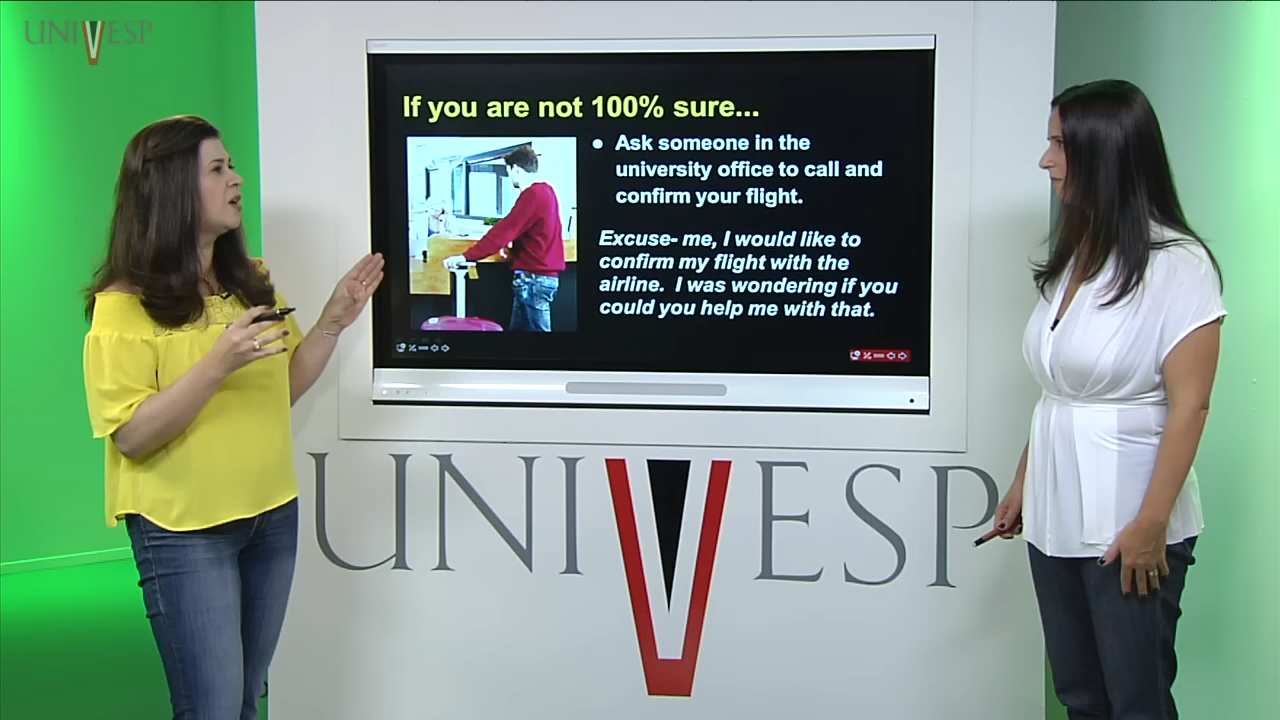 UNIVESP
If you are not 100% sure...
● Ask someone in the
university office to call and
confirm your flight.
Excuse- me, I would like to
confirm my flight with the
airline.  I was wondering if you
could you help me with that.
UNIVESP